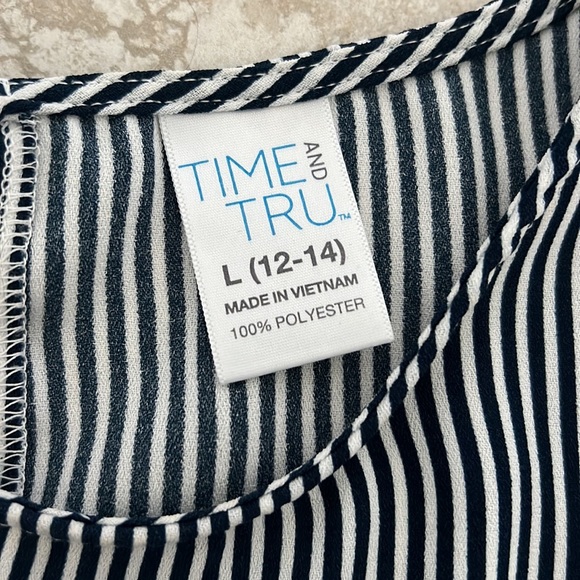 TIME AND
TRU™
L (12-14)
MADE IN VIETNAM
100% POLYESTER